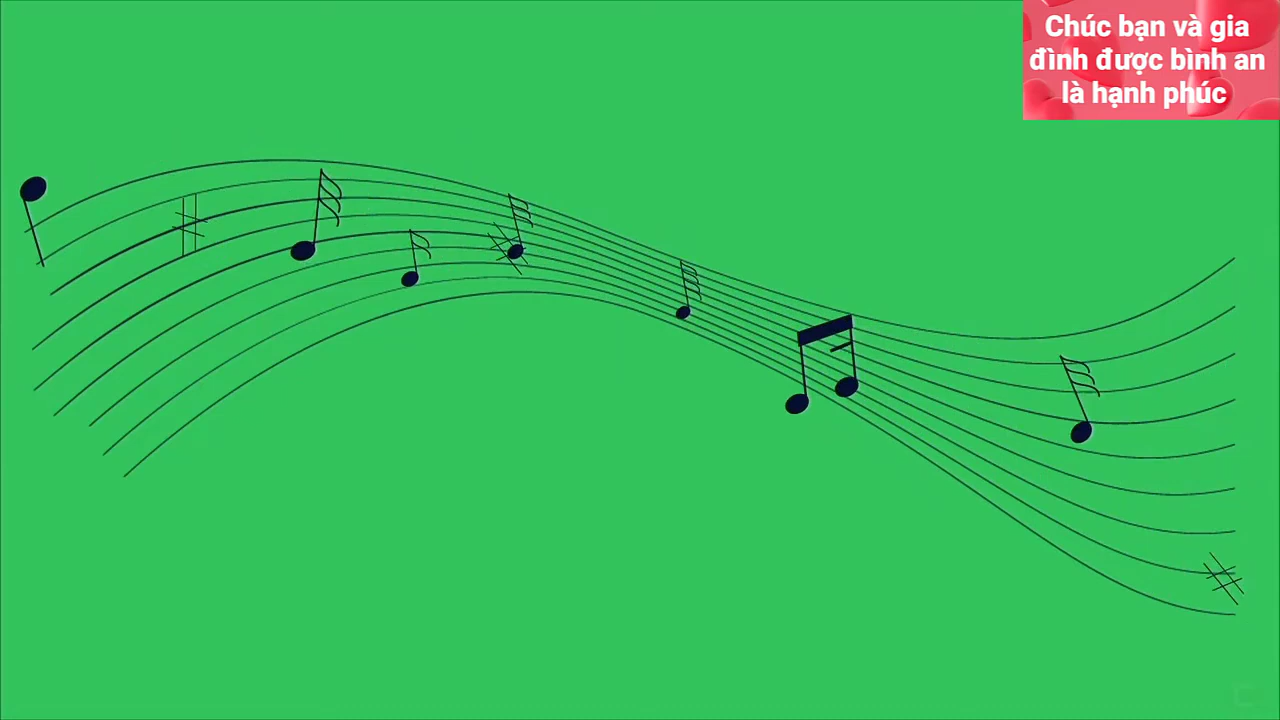 Chúc bạn và gia
đình được bình an
là hạnh phúc